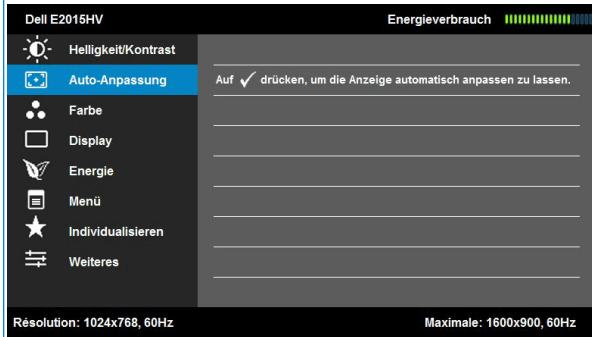 Dell E2015HV Energieverbrauch
Helligkeit/Kontrast
Auto-Anpassung Auf ✓ drücken, um die Anzeige automatisch anpassen zu lassen.
Farbe
Display
Energie
Menü
Individualisieren
Weiteres
Résolution: 1024x768, 60Hz Maximale: 1600x900, 60Hz